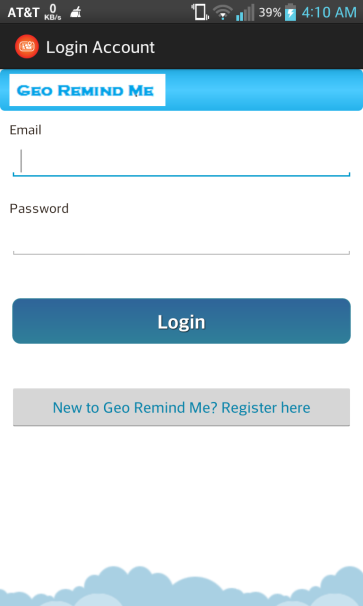 AT&T 0 KB/s 39% 4:10 AM
Login Account
GEO REMIND ME
Email
Password
Login
New to Geo Remind Me? Register here